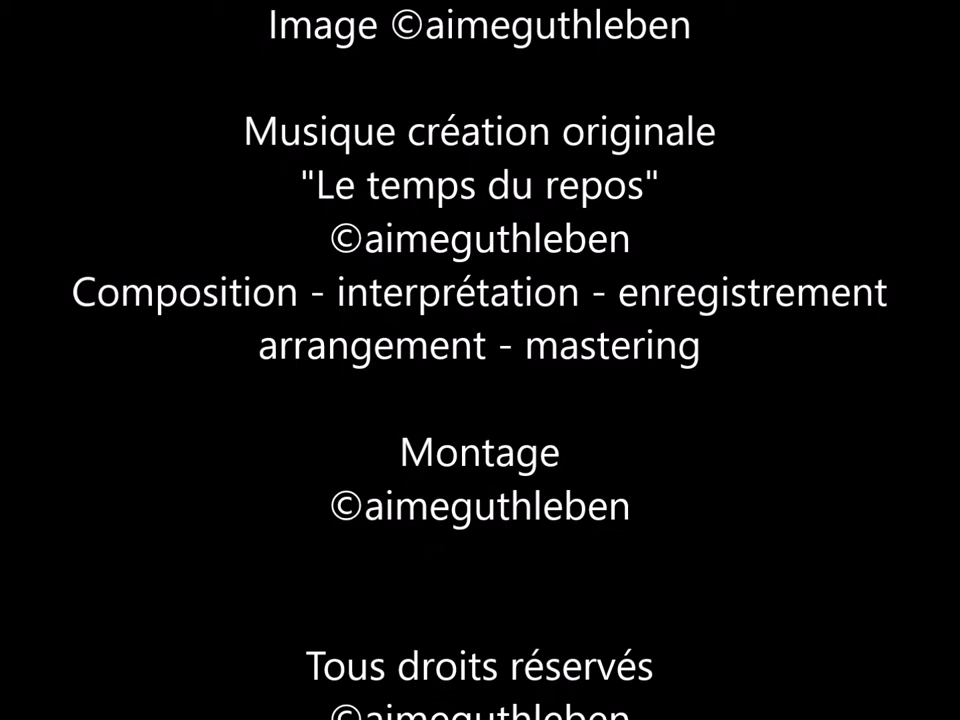 Image ©aimeguthleben
Musique création originale
"Le temps du repos"
©aimeguthleben
Composition - interprétation - enregistrement
arrangement - mastering
Montage
©aimeguthleben
Tous droits réservés
©aimeguthleben